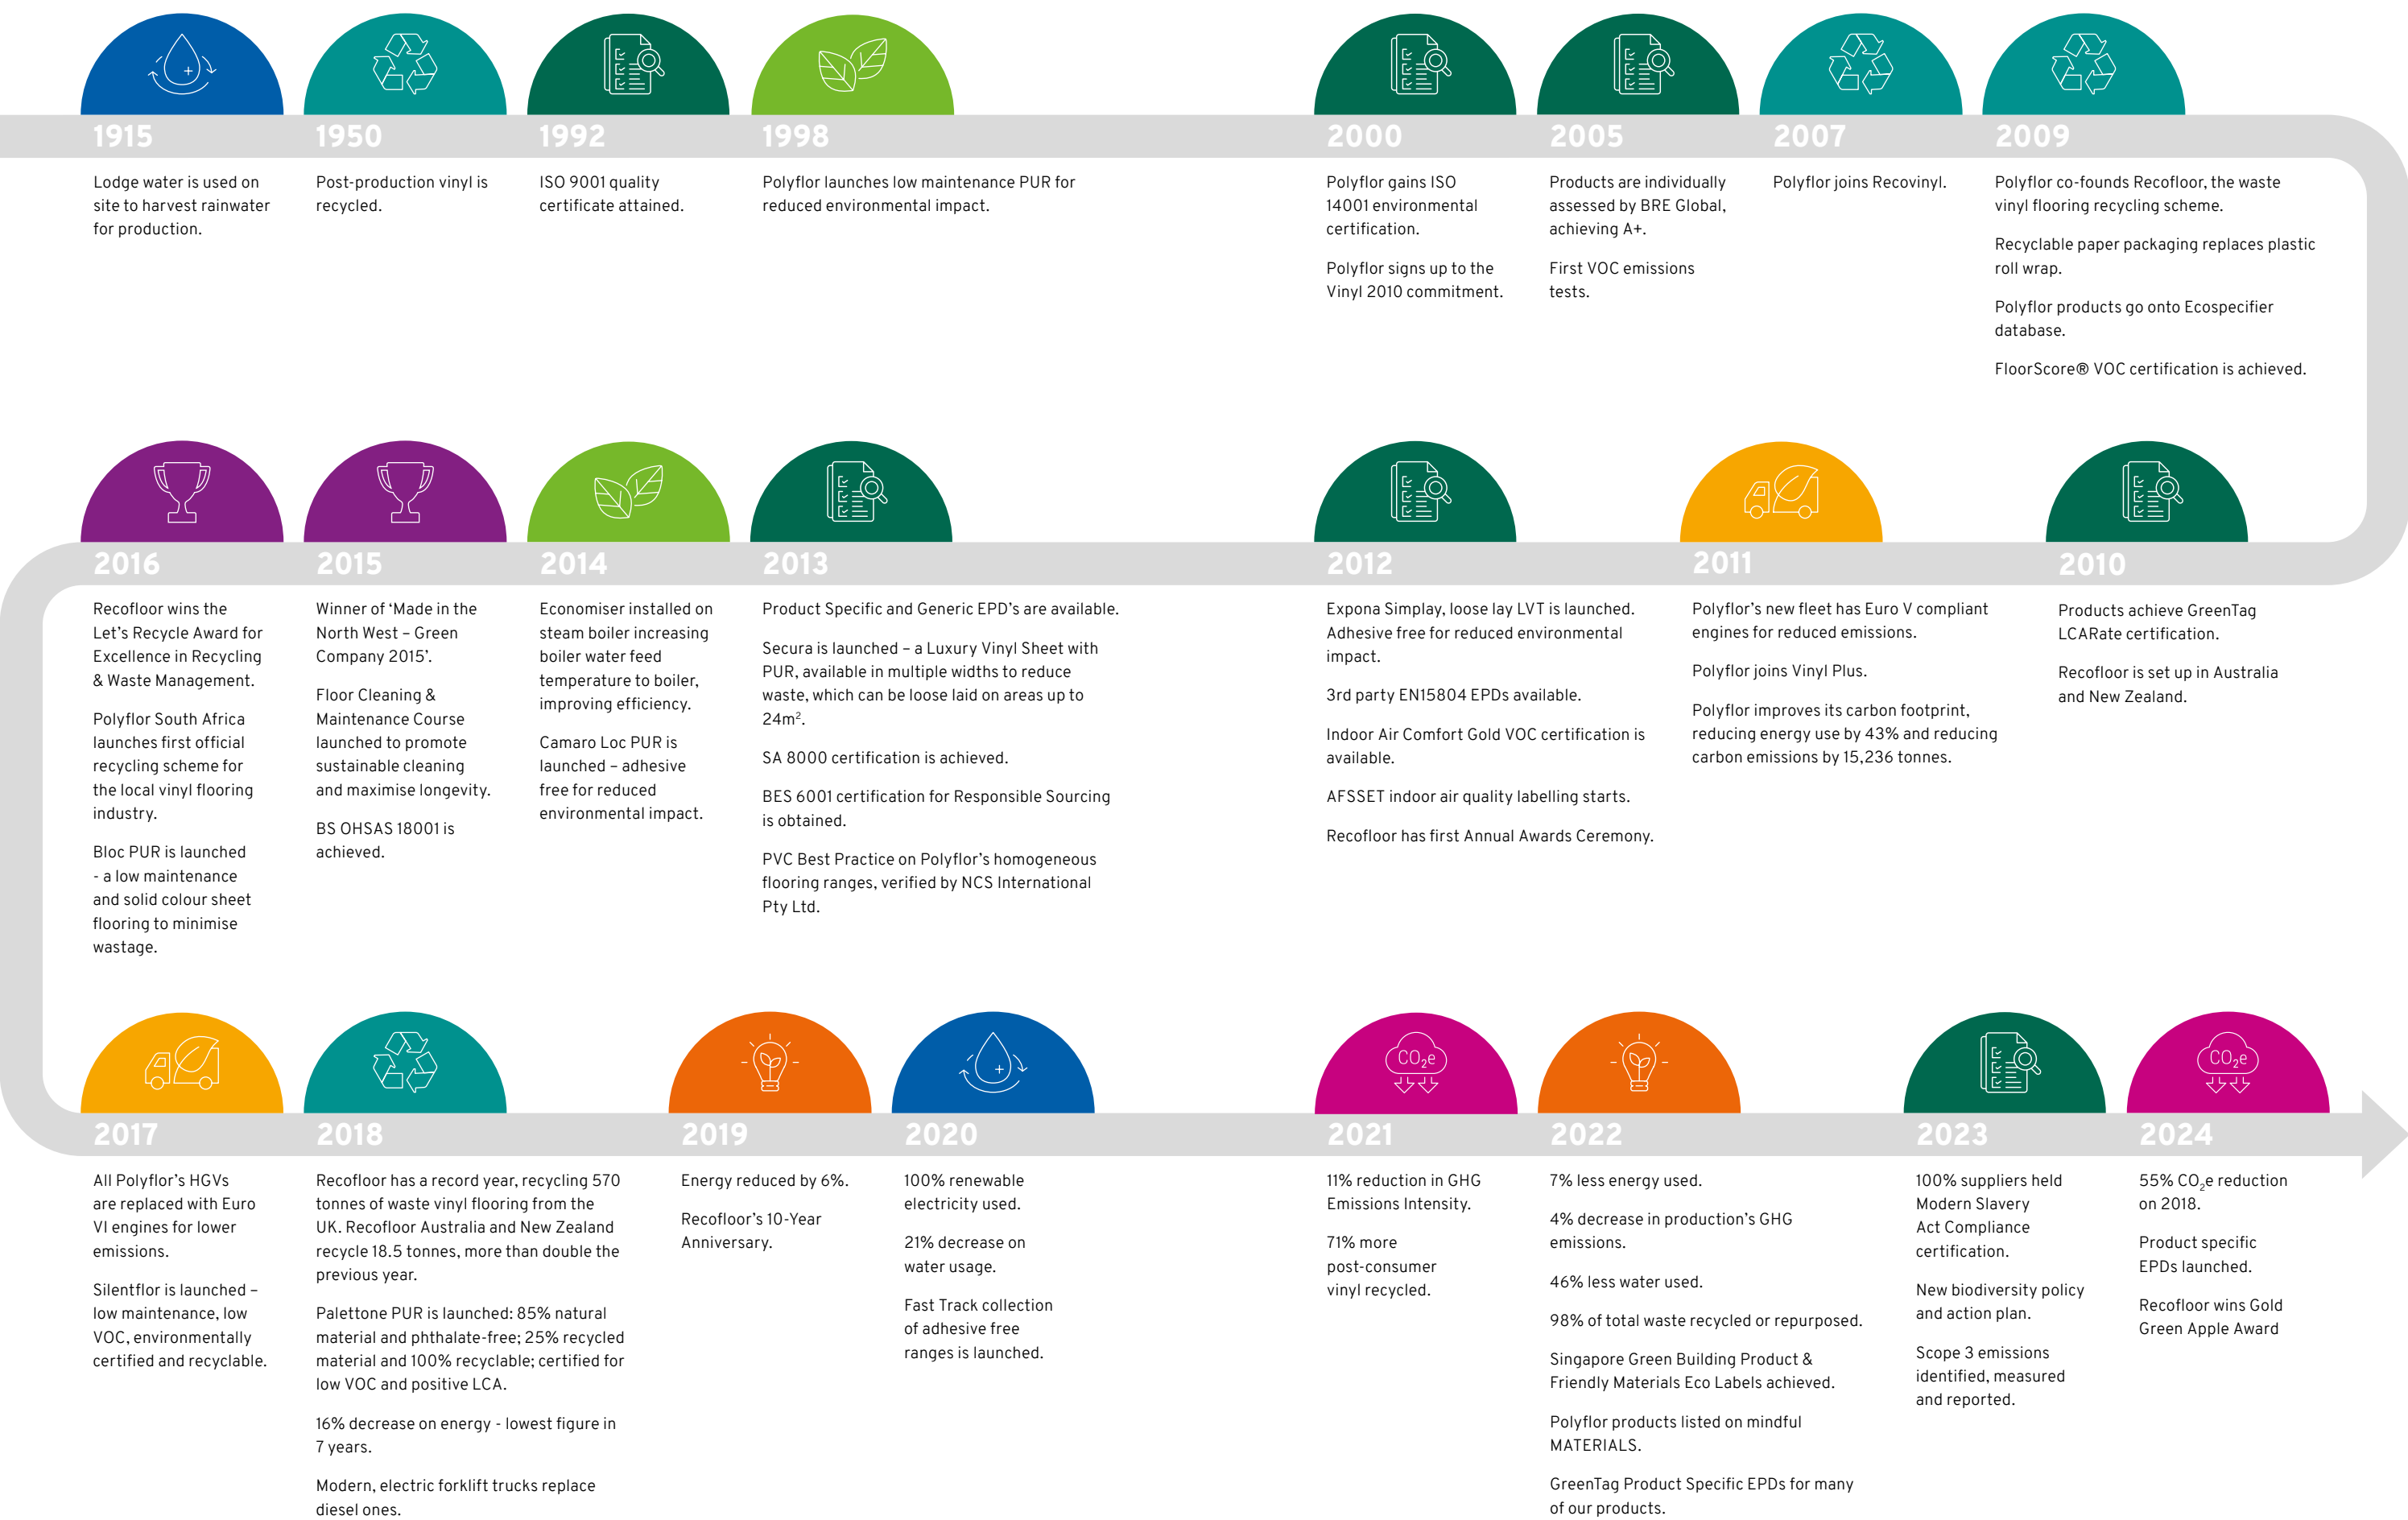 1915
Lodge water is used on
site to harvest rainwater
for production.
1950
Post-production vinyl is
recycled.
1992
ISO 9001 quality
certificate attained.
1998
Polyflor launches low maintenance PUR for
reduced environmental impact.
2000
Polyflor gains ISO
14001 environmental
certification.
Polyflor signs up to the
Vinyl 2010 commitment.
2005
Products are individually
assessed by BRE Global,
achieving A+.
First VOC emissions
tests.
2007
Polyflor joins Recovinyl.
2009
Polyflor co-founds Recofloor, the waste
vinyl flooring recycling scheme.
Recyclable paper packaging replaces plastic
roll wrap.
Polyflor products go onto Ecospecifier
database.
FloorScore® VOC certification is achieved.
2010
Products achieve GreenTag
LCARate certification.
Recofloor is set up in Australia
and New Zealand.
2011
Polyflor's new fleet has Euro V compliant
engines for reduced emissions.
Polyflor joins Vinyl Plus.
Polyflor improves its carbon footprint,
reducing energy use by 43% and reducing
carbon emissions by 15,236 tonnes.
2012
Expona Simplay, loose lay LVT is launched.
Adhesive free for reduced environmental
impact.
3rd party EN15804 EPDs available.
Indoor Air Comfort Gold VOC certification is
available.
AFSSET indoor air quality labelling starts.
Recofloor has first Annual Awards Ceremony.
2013
Product Specific and Generic EPD's are available.
Secura is launched – a Luxury Vinyl Sheet with
PUR, available in multiple widths to reduce
waste, which can be loose laid on areas up to
24m².
SA 8000 certification is achieved.
BES 6001 certification for Responsible Sourcing
is obtained.
PVC Best Practice on Polyflor's homogeneous
flooring ranges, verified by NCS International
Pty Ltd.
2014
Economiser installed on
steam boiler increasing
boiler water feed
temperature to boiler,
improving efficiency.
Camaro Loc PUR is
launched – adhesive
free for reduced
environmental impact.
2015
Winner of ‘Made in the
North West – Green
Company 2015’.
Floor Cleaning &
Maintenance Course
launched to promote
sustainable cleaning
and maximise longevity.
BS OHSAS 18001 is
achieved.
2016
Recofloor wins the
Let's Recycle Award for
Excellence in Recycling
& Waste Management.
Polyflor South Africa
launches first official
recycling scheme for
the local vinyl flooring
industry.
Bloc PUR is launched
- a low maintenance
and solid colour sheet
flooring to minimise
wastage.
2017
All Polyflor's HGVs
are replaced with Euro
VI engines for lower
emissions.
Silentflor is launched –
low maintenance, low
VOC, environmentally
certified and recyclable.
2018
Recofloor has a record year, recycling 570
tonnes of waste vinyl flooring from the
UK. Recofloor Australia and New Zealand
recycle 18.5 tonnes, more than double the
previous year.
Palettone PUR is launched: 85% natural
material and phthalate-free; 25% recycled
material and 100% recyclable; certified for
low VOC and positive LCA.
16% decrease on energy - lowest figure in
7 years.
Modern, electric forklift trucks replace
diesel ones.
2019
Energy reduced by 6%.
Recofloor's 10-Year
Anniversary.
2020
100% renewable
electricity used.
21% decrease on
water usage.
Fast Track collection
of adhesive free
ranges is launched.
CO₂e
2021
11% reduction in GHG
Emissions Intensity.
71% more
post-consumer
vinyl recycled.
2022
7% less energy used.
4% decrease in production's GHG
emissions.
46% less water used.
98% of total waste recycled or repurposed.
Singapore Green Building Product &
Friendly Materials Eco Labels achieved.
Polyflor products listed on mindful
MATERIALS.
GreenTag Product Specific EPDs for many
of our products.
2023
100% suppliers held
Modern Slavery
Act Compliance
certification.
New biodiversity policy
and action plan.
Scope 3 emissions
identified, measured
and reported.
CO₂e
2024
55% CO₂e reduction
on 2018.
Product specific
EPDs launched.
Recofloor wins Gold
Green Apple Award